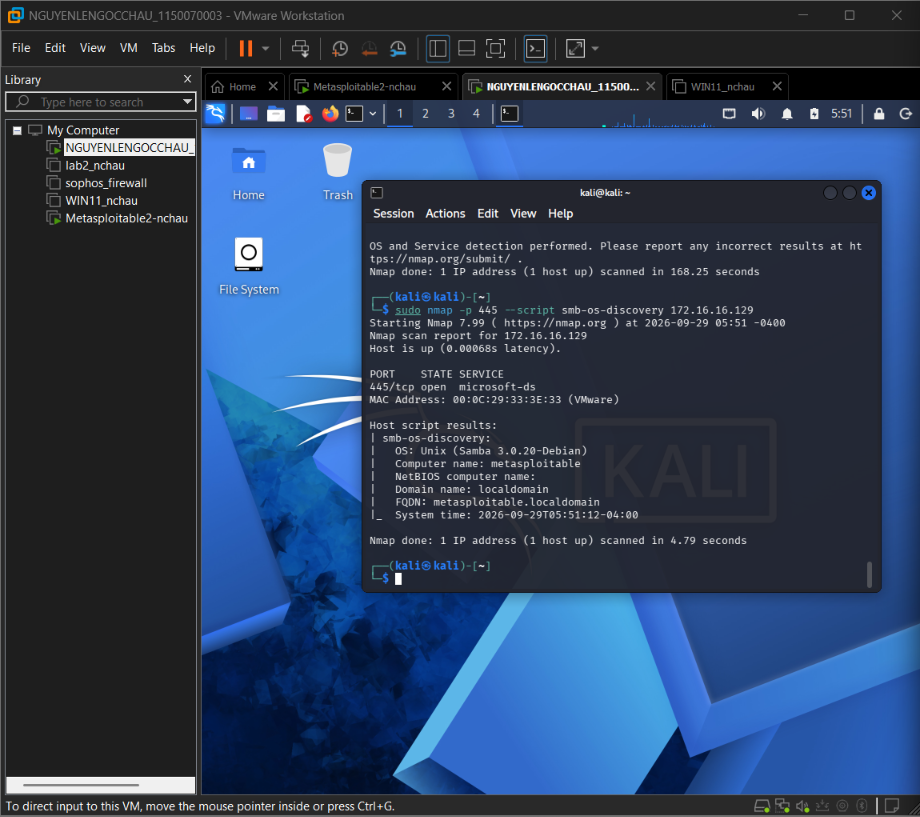 NGUYENLENGOCCHAU_1150070003 - VMware Workstation
File Edit View VM Tabs Help
Library
Type here to search
My Computer
NGUYENLENGOCCHAU_
lab2_nchau
sophos_firewall
WIN11_nchau
Metasploitable2-nchau
Home
Metasploitable2-nchau
NGUYENLENGOCCHAU_11500...
WIN11_nchau
1 2 3 4
5:51
Home
Trash
File System
kali@kali: ~
Session Actions Edit View Help
OS and Service detection performed. Please report any incorrect results at ht
tps://nmap.org/submit/ .
Nmap done: 1 IP address (1 host up) scanned in 168.25 seconds
┌──(kali㉿kali)-[~]
└─$ sudo nmap -p 445 --script smb-os-discovery 172.16.16.129
Starting Nmap 7.99 ( https://nmap.org ) at 2026-09-29 05:51 -0400
Nmap scan report for 172.16.16.129
Host is up (0.00068s latency).
PORT    STATE SERVICE
445/tcp open  microsoft-ds
MAC Address: 00:0C:29:33:3E:33 (VMware)
Host script results:
| smb-os-discovery:
|   OS: Unix (Samba 3.0.20-Debian)
|   Computer name: metasploitable
|   NetBIOS computer name:
|   Domain name: localdomain
|   FQDN: metasploitable.localdomain
|_  System time: 2026-09-29T05:51:12-04:00
Nmap done: 1 IP address (1 host up) scanned in 4.79 seconds
┌──(kali㉿kali)-[~]
└─$
KALI
To direct input to this VM, move the mouse pointer inside or press Ctrl+G.